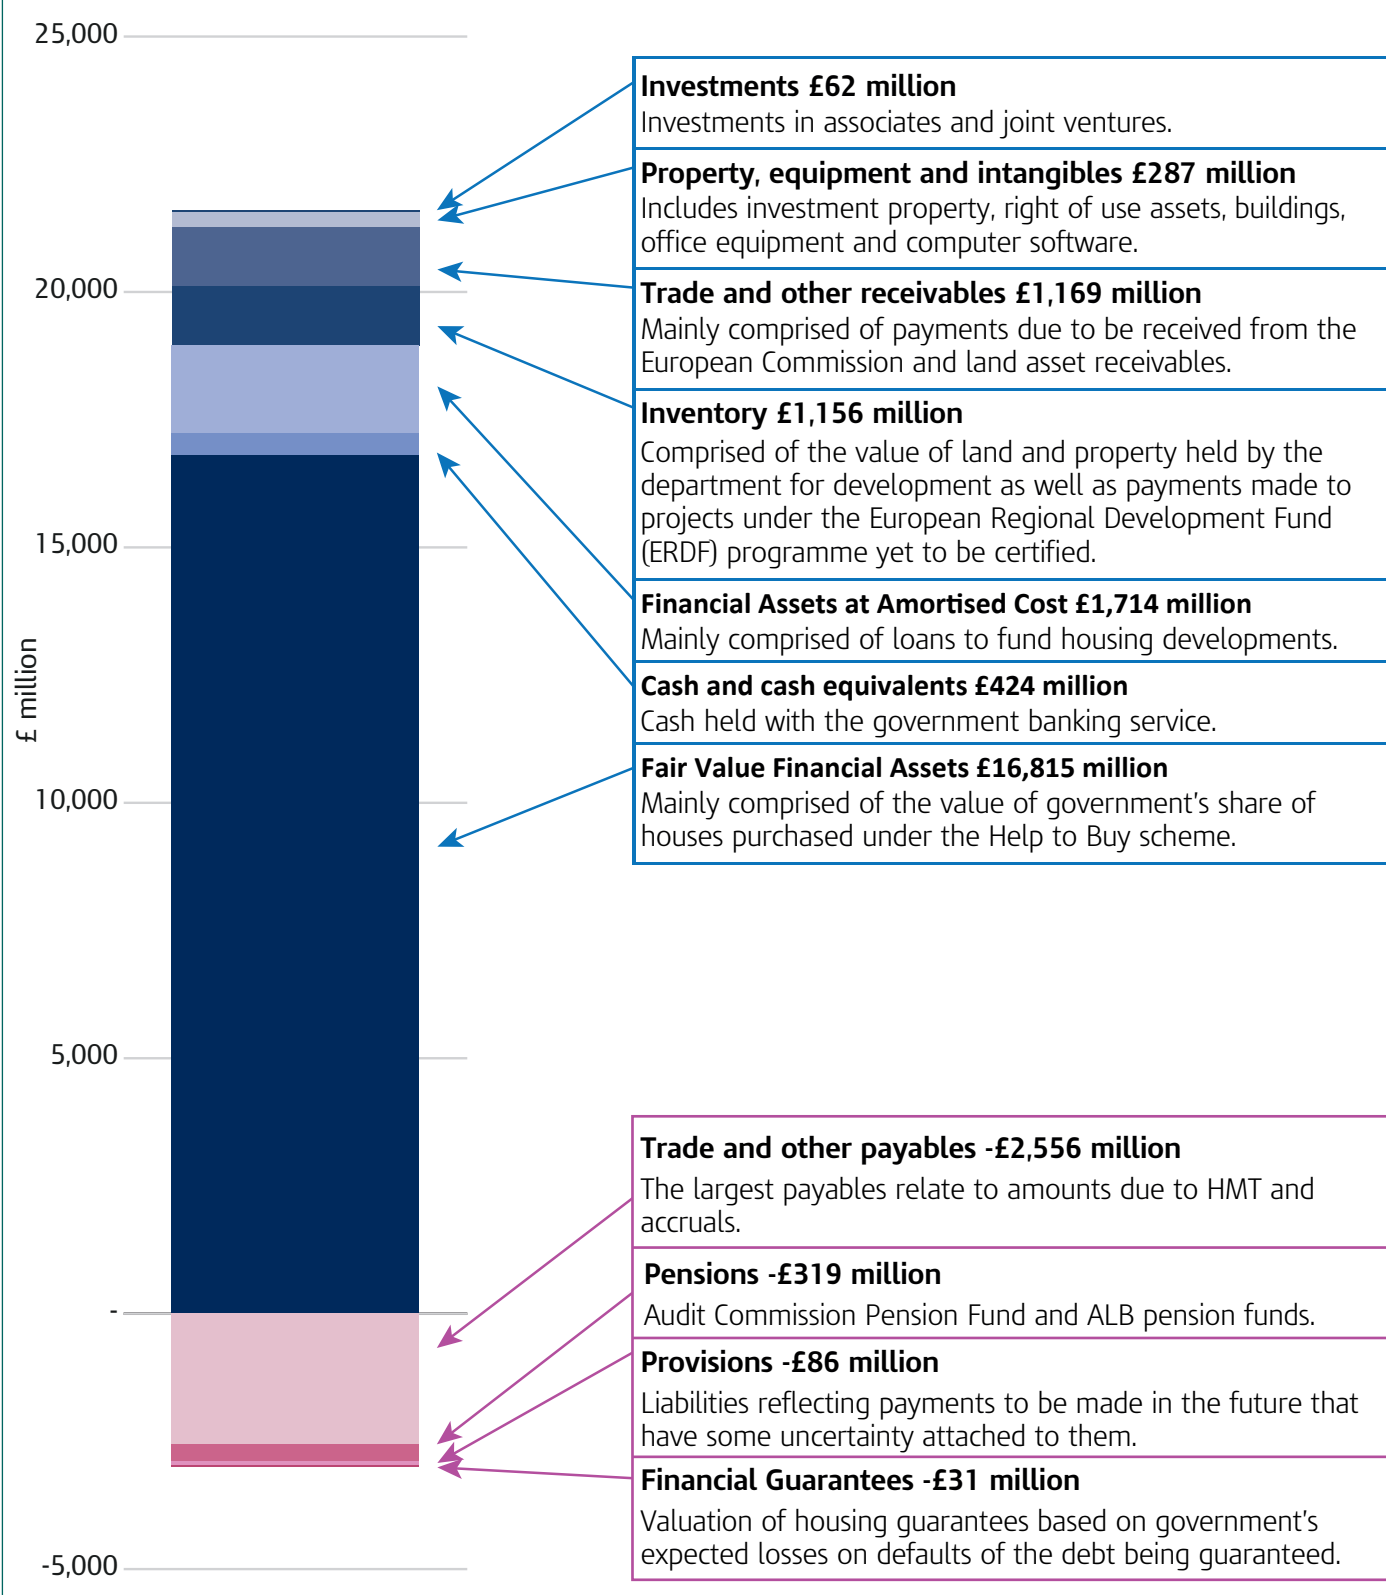 25,000
20,000
15,000
10,000
5,000
-
-5,000
£ million
Investments £62 million
Investments in associates and joint ventures.
Property, equipment and intangibles £287 million
Includes investment property, right of use assets, buildings,
office equipment and computer software.
Trade and other receivables £1,169 million
Mainly comprised of payments due to be received from the
European Commission and land asset receivables.
Inventory £1,156 million
Comprised of the value of land and property held by the
department for development as well as payments made to
projects under the European Regional Development Fund
(ERDF) programme yet to be certified.
Financial Assets at Amortised Cost £1,714 million
Mainly comprised of loans to fund housing developments.
Cash and cash equivalents £424 million
Cash held with the government banking service.
Fair Value Financial Assets £16,815 million
Mainly comprised of the value of government's share of
houses purchased under the Help to Buy scheme.
Trade and other payables -£2,556 million
The largest payables relate to amounts due to HMT and
accruals.
Pensions -£319 million
Audit Commission Pension Fund and ALB pension funds.
Provisions -£86 million
Liabilities reflecting payments to be made in the future that
have some uncertainty attached to them.
Financial Guarantees -£31 million
Valuation of housing guarantees based on government's
expected losses on defaults of the debt being guaranteed.